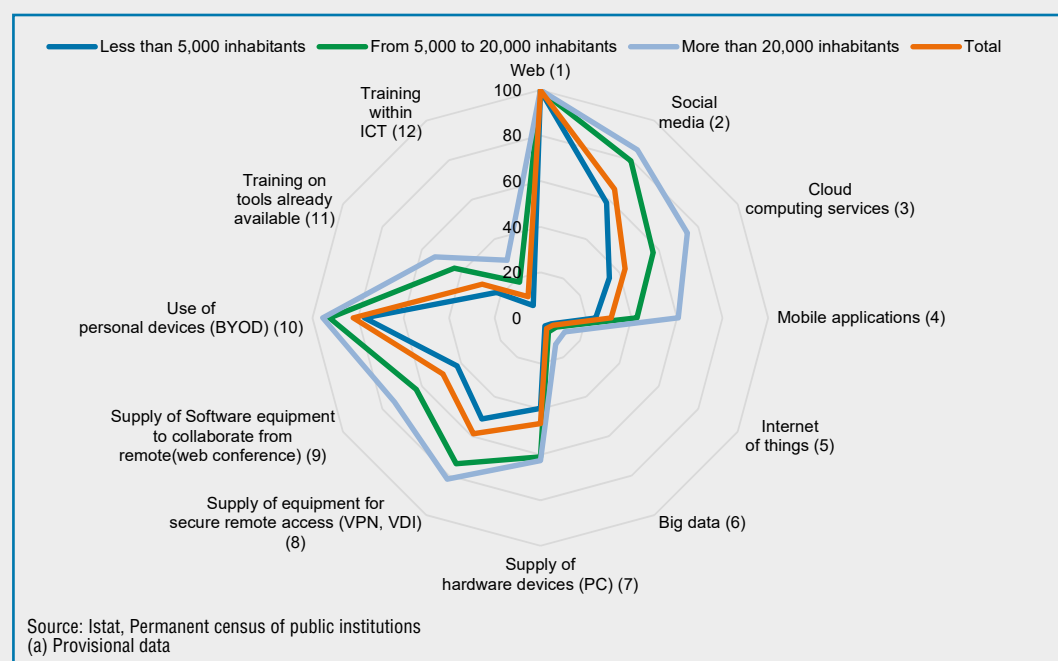 Less than 5,000 inhabitants From 5,000 to 20,000 inhabitants More than 20,000 inhabitants Total
Web (1)
Social
media (2)
Cloud
computing services (3)
Mobile applications (4)
Internet
of things (5)
Big data (6)
Supply of
hardware devices (PC) (7)
Supply of equipment for
secure remote access (VPN, VDI)
(8)
Supply of Software equipment
to collaborate from
remote(web conference) (9)
Use of
personal devices (BYOD) (10)
Training on
tools already
available (11)
Training
within
ICT (12)
100
80
60
40
20
0
Source: Istat, Permanent census of public institutions
(a) Provisional data